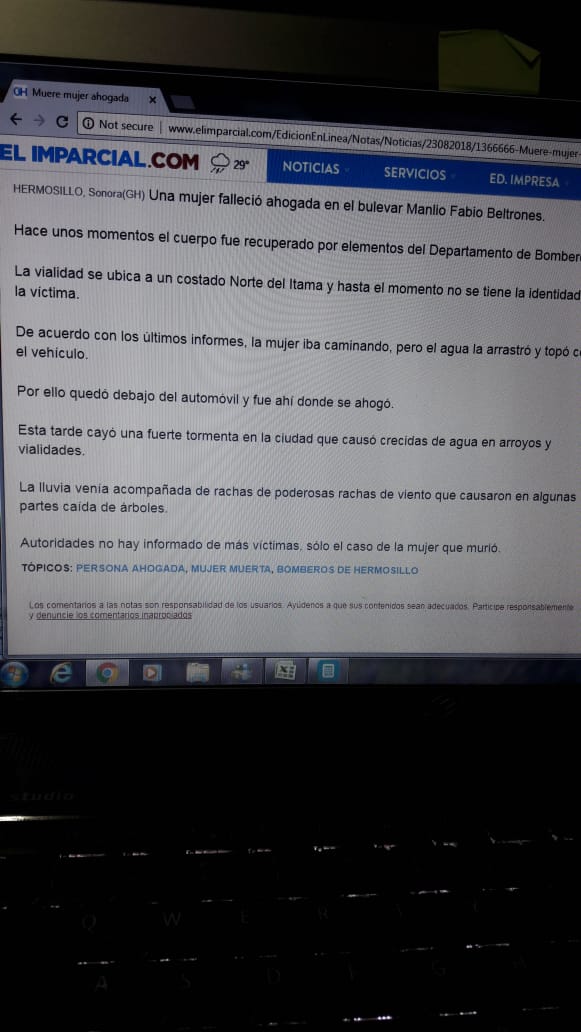 GH Muere mujer ahogada ×
Not secure | www.elimparcial.com/EdicionEnLinea/Notas/Noticias/23082018/1366666-Muere-mujer-
EL IMPARCIAL.COM 29° NOTICIAS SERVICIOS ED. IMPRESA
HERMOSILLO, Sonora(GH) Una mujer falleció ahogada en el bulevar Manlio Fabio Beltrones.
Hace unos momentos el cuerpo fue recuperado por elementos del Departamento de Bomber
La vialidad se ubica a un costado Norte del Itama y hasta el momento no se tiene la identidad
la víctima.
De acuerdo con los últimos informes, la mujer iba caminando, pero el agua la arrastró y topó c
el vehículo.
Por ello quedó debajo del automóvil y fue ahí donde se ahogó.
Esta tarde cayó una fuerte tormenta en la ciudad que causó crecidas de agua en arroyos y
vialidades.
La lluvia venía acompañada de rachas de poderosas rachas de viento que causaron en algunas
partes caída de árboles.
Autoridades no hay informado de más víctimas, sólo el caso de la mujer que murió.
TÓPICOS: PERSONA AHOGADA, MUJER MUERTA, BOMBEROS DE HERMOSILLO
Los comentarios a las notas son responsabilidad de los usuarios. Ayúdenos a que sus contenidos sean adecuados. Participe responsablemente
y denuncie los comentarios inapropiados
studio
Q W E R
A S D F G H